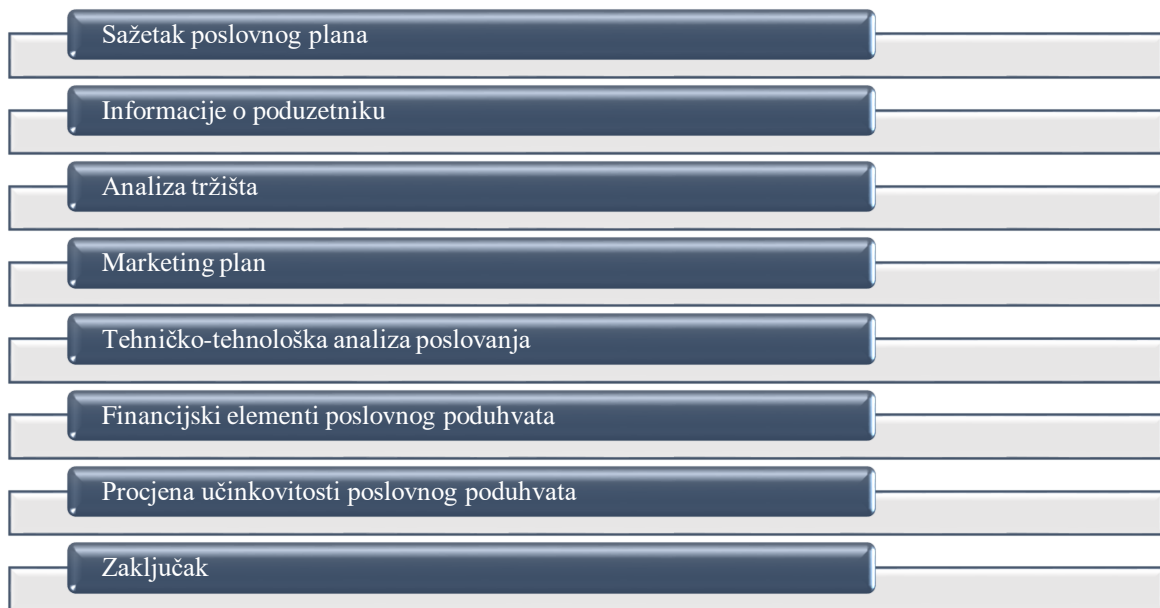 Sažetak poslovnog plana
Informacije o poduzetniku
Analiza tržišta
Marketing plan
Tehničko-tehnološka analiza poslovanja
Financijski elementi poslovnog poduhvata
Procjena učinkovitosti poslovnog poduhvata
Zaključak